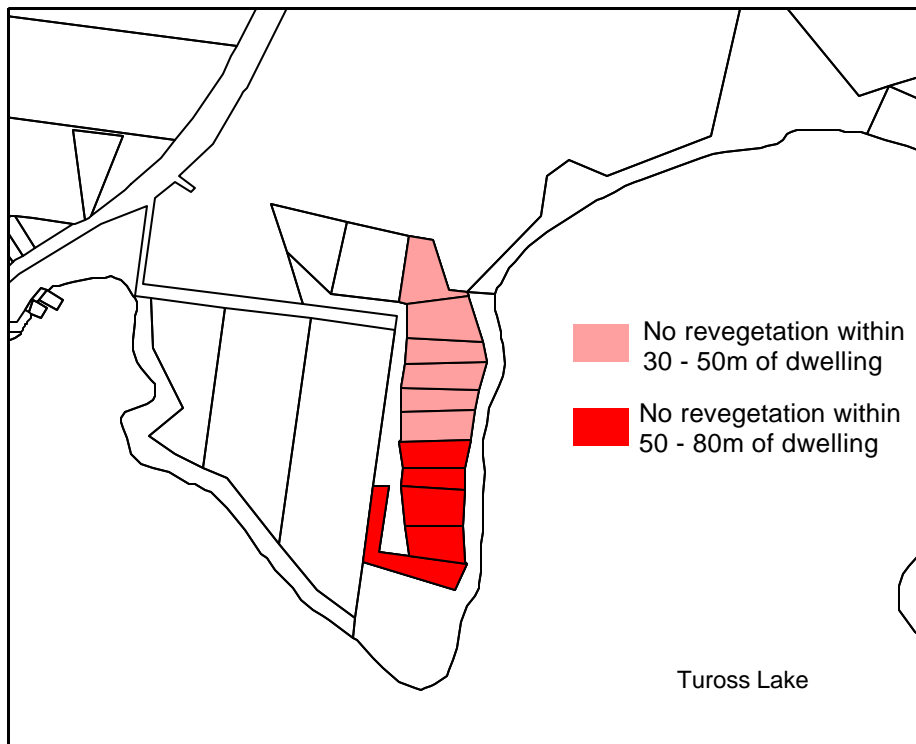 No revegetation within
30 - 50m of dwelling
No revegetation within
50 - 80m of dwelling
Tuross Lake